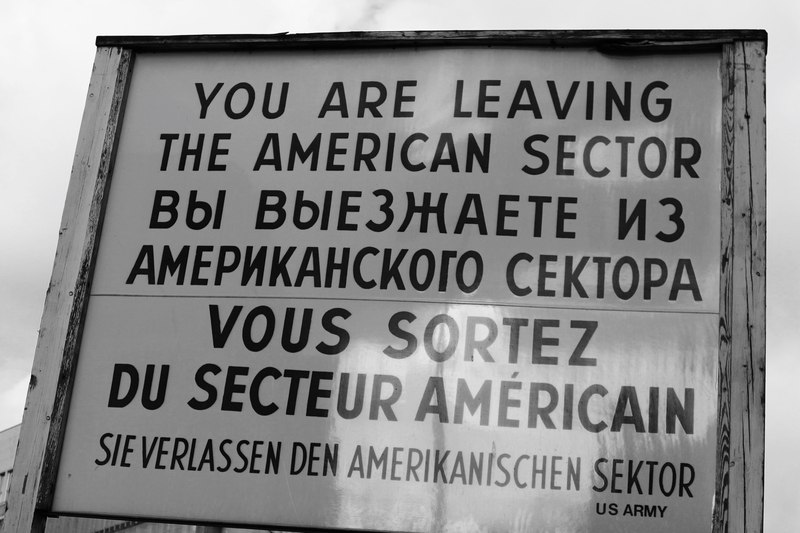 YOU ARE LEAVING
THE AMERICAN SECTOR
ВЫ ВЫЕЗЖАЕТЕ ИЗ
АМЕРИКАНСКОГО СЕКТОРА
VOUS SORTEZ
DU SECTEUR AMÉRICAIN
SIE VERLASSEN DEN AMERIKANISCHEN SEKTOR
US ARMY